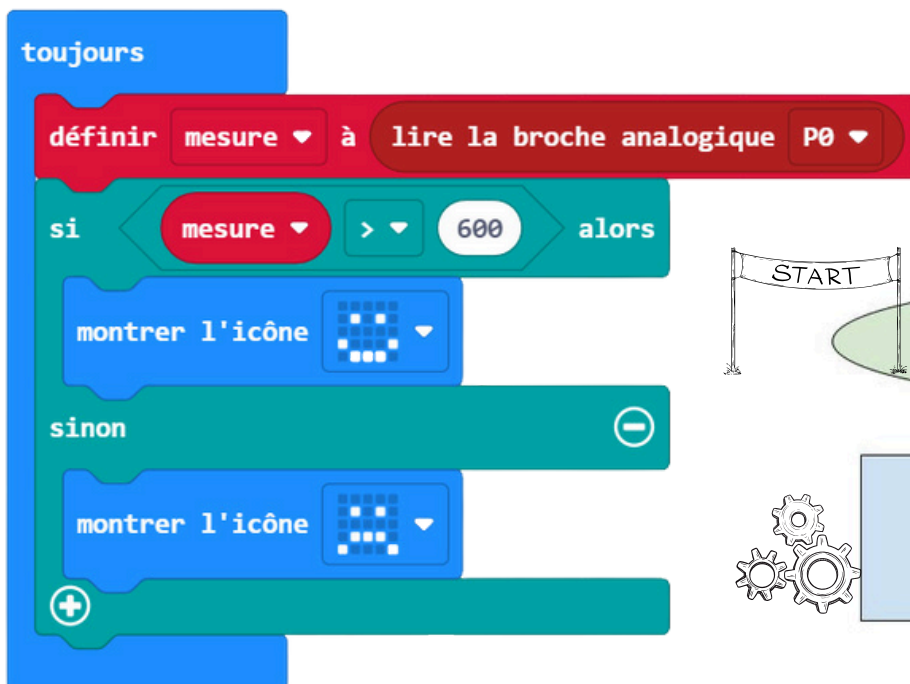 toujours
définir mesure à lire la broche analogique P0
si mesure > 600 alors
START
montrer l'icône
sinon
montrer l'icône